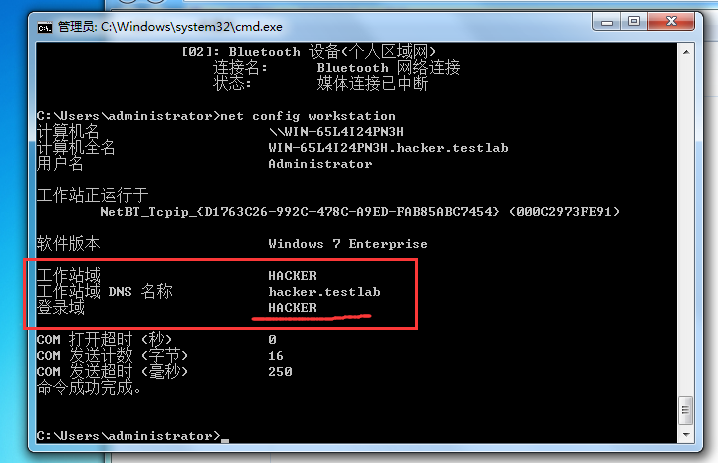 管理员: C:\Windows\system32\cmd.exe
[02]: Bluetooth 设备(个人区域网)
连接名: Bluetooth 网络连接
状态: 媒体连接已中断
C:\Users\administrator>net config workstation
计算机名 \\WIN-65L4I24PN3H
计算机全名 WIN-65L4I24PN3H.hacker.testlab
用户名 Administrator
工作站正运行于
NetBT_Tcpip_{D1763C26-992C-478C-A9ED-FAB85ABC7454} (000C2973FE91)
软件版本 Windows 7 Enterprise
工作站域 HACKER
工作站域 DNS 名称 hacker.testlab
登录域 HACKER
COM 打开超时 (秒) 0
COM 发送计数 (字节) 16
COM 发送超时 (毫秒) 250
命令成功完成。
C:\Users\administrator>